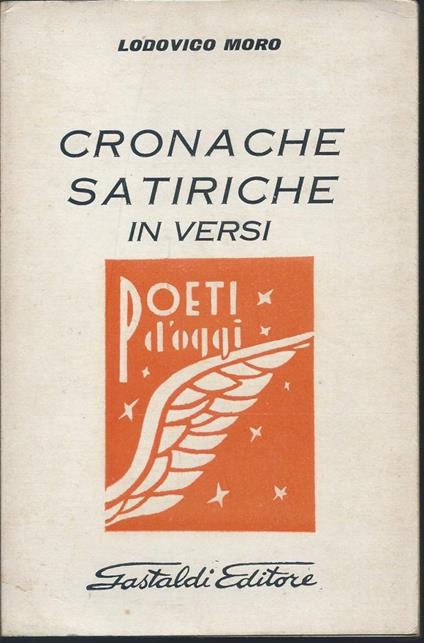 LODOVICO MORO
CRONACHE
SATIRICHE
IN VERSI
POETI
d'oggi
Gastaldi Editore